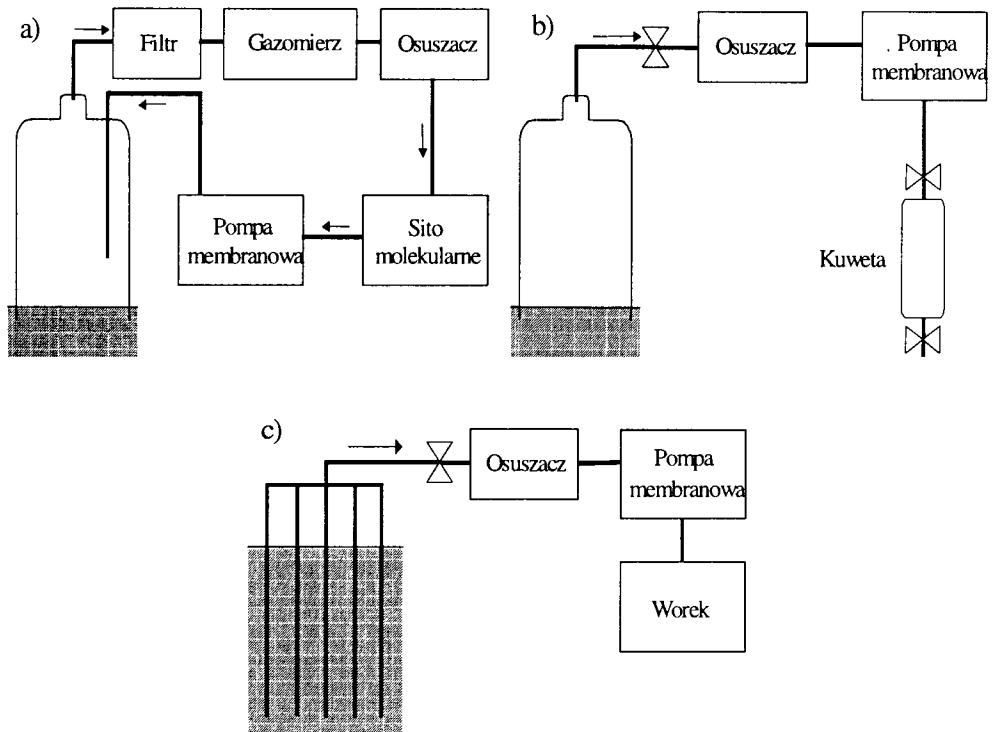 a)
Filtr
Gazomierz
Osuszacz
Pompa
membranowa
Sito
molekularne
b)
Osuszacz
. Pompa
membranowa
Kuweta
c)
Osuszacz
Pompa
membranowa
Worek